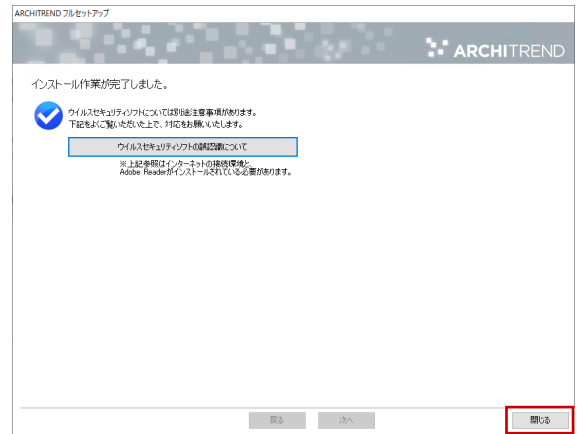 ARCHITREND フルセットアップ
ARCHITREND
インストール作業が完了しました。
ウイルスセキュリティソフトについては別途注意事項があります。
下記をよくご覧いただいた上で、対応をお願いいたします。
ウイルスセキュリティソフトの誤認識について
※上記参照はインターネットの接続環境と、
Adobe Readerがインストールされている必要があります。
戻る 次へ 閉じる